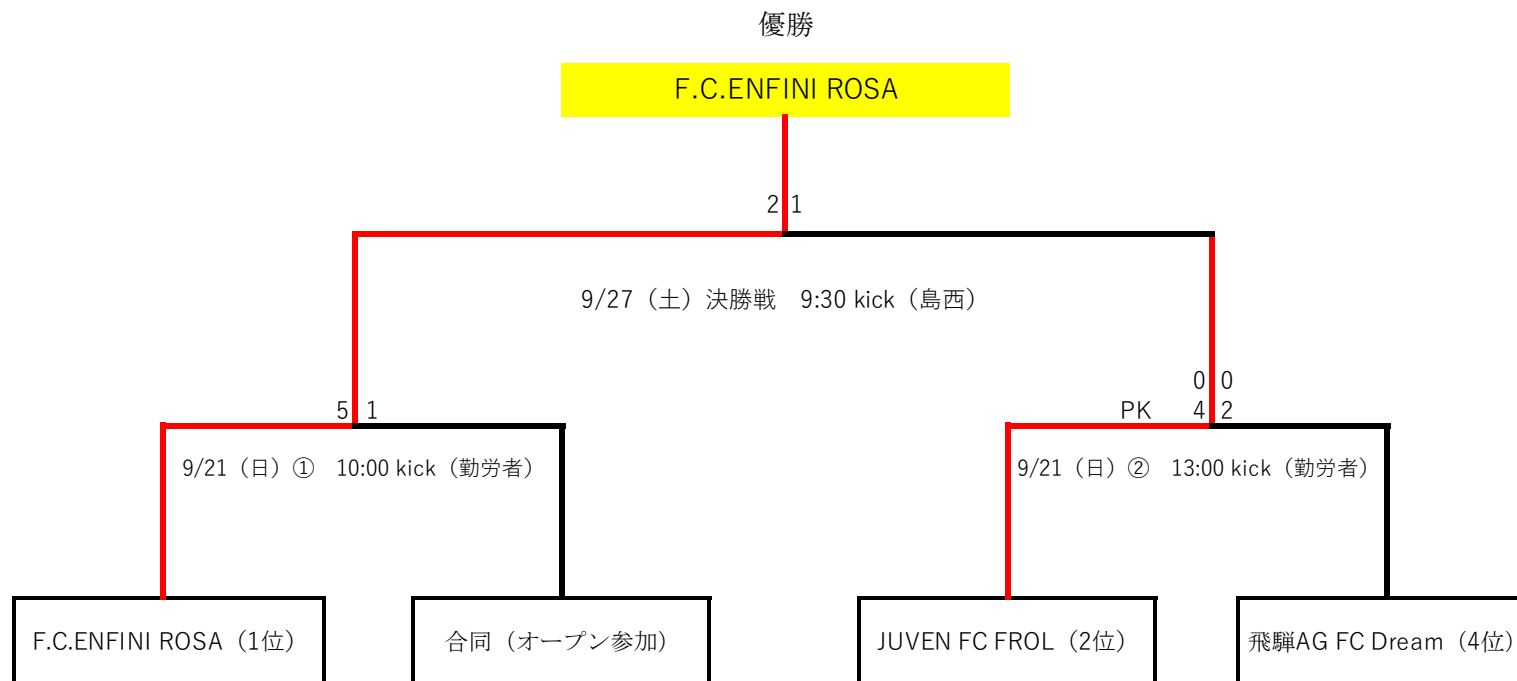 優勝
F.C.ENFINI ROSA
2 1
9/27（土）決勝戦　9:30 kick（島西）
0 0
5 1
PK 4 2
9/21（日）①　10:00 kick（勤労者）
9/21（日）②　13:00 kick（勤労者）
F.C.ENFINI ROSA（1位）
合同（オープン参加）
JUVEN FC FROL（2位）
飛騨AG FC Dream（4位）